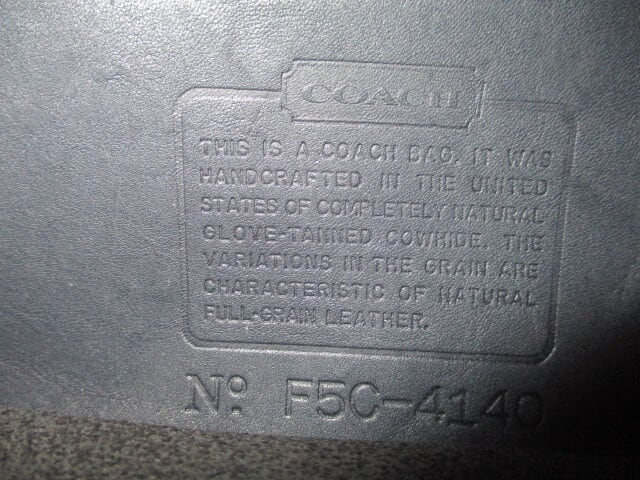 COACH
THIS IS A COACH BAG. IT WAS
HANDCRAFTED IN THE UNITED
STATES OF COMPLETELY NATURAL
GLOVE-TANNED COWHIDE. THE
VARIATIONS IN THE GRAIN ARE
CHARACTERISTIC OF NATURAL
FULL-GRAIN LEATHER.
Nº F5C-4140